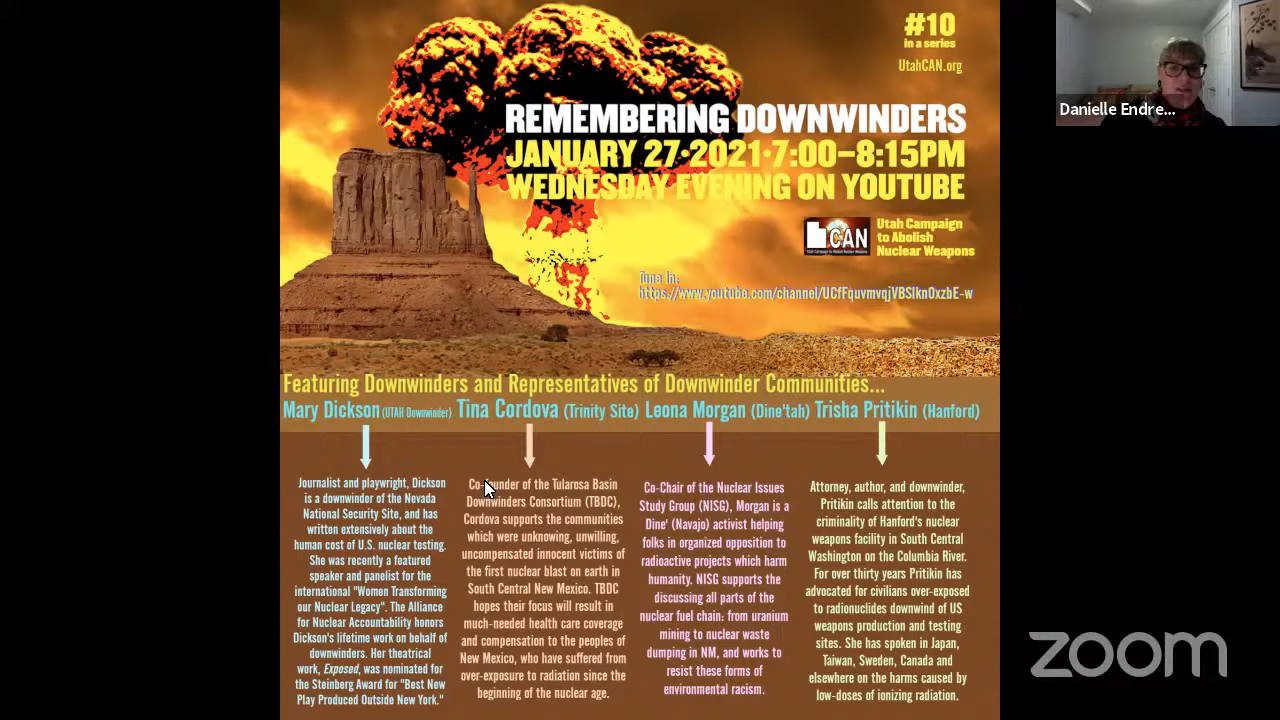 #10
in a series
UtahCAN.org
REMEMBERING DOWNWINDERS
JANUARY 27·2021·7:00–8:15PM
WEDNESDAY EVENING ON YOUTUBE
CAN
Utah Campaign
to Abolish
Nuclear Weapons
Tune in:
https://www.youtube.com/channel/UCfFquvmvqjVBSIknOxzbE-w
Featuring Downwinders and Representatives of Downwinder Communities...
Mary Dickson (UTAH Downwinder) Tina Cordova (Trinity Site) Leona Morgan (Dine'tah) Trisha Pritikin (Hanford)
Journalist and playwright, Dickson
is a downwinder of the Nevada
National Security Site, and has
written extensively about the
human cost of U.S. nuclear testing.
She was recently a featured
speaker and panelist for the
international "Women Transforming
our Nuclear Legacy". The Alliance
for Nuclear Accountability honors
Dickson's lifetime work on behalf of
downwinders. Her theatrical
work, Exposed, was nominated for
the Steinberg Award for "Best New
Play Produced Outside New York."
Co-founder of the Tularosa Basin
Downwinders Consortium (TBDC),
Cordova supports the communities
which were unknowing, unwilling,
uncompensated innocent victims of
the first nuclear blast on earth in
South Central New Mexico. TBDC
hopes their focus will result in
much-needed health care coverage
and compensation to the peoples of
New Mexico, who have suffered from
over-exposure to radiation since the
beginning of the nuclear age.
Co-Chair of the Nuclear Issues
Study Group (NISG), Morgan is a
Dine' (Navajo) activist helping
folks in organized opposition to
radioactive projects which harm
humanity. NISG supports the
discussing all parts of the
nuclear fuel chain: from uranium
mining to nuclear waste
dumping in NM, and works to
resist these forms of
environmental racism.
Attorney, author, and downwinder,
Pritikin calls attention to the
criminality of Hanford's nuclear
weapons facility in South Central
Washington on the Columbia River.
For over thirty years Pritikin has
advocated for civilians over-exposed
to radionuclides downwind of US
weapons production and testing
sites. She has spoken in Japan,
Taiwan, Sweden, Canada and
elsewhere on the harms caused by
low-doses of ionizing radiation.
Danielle Endre...
zoom